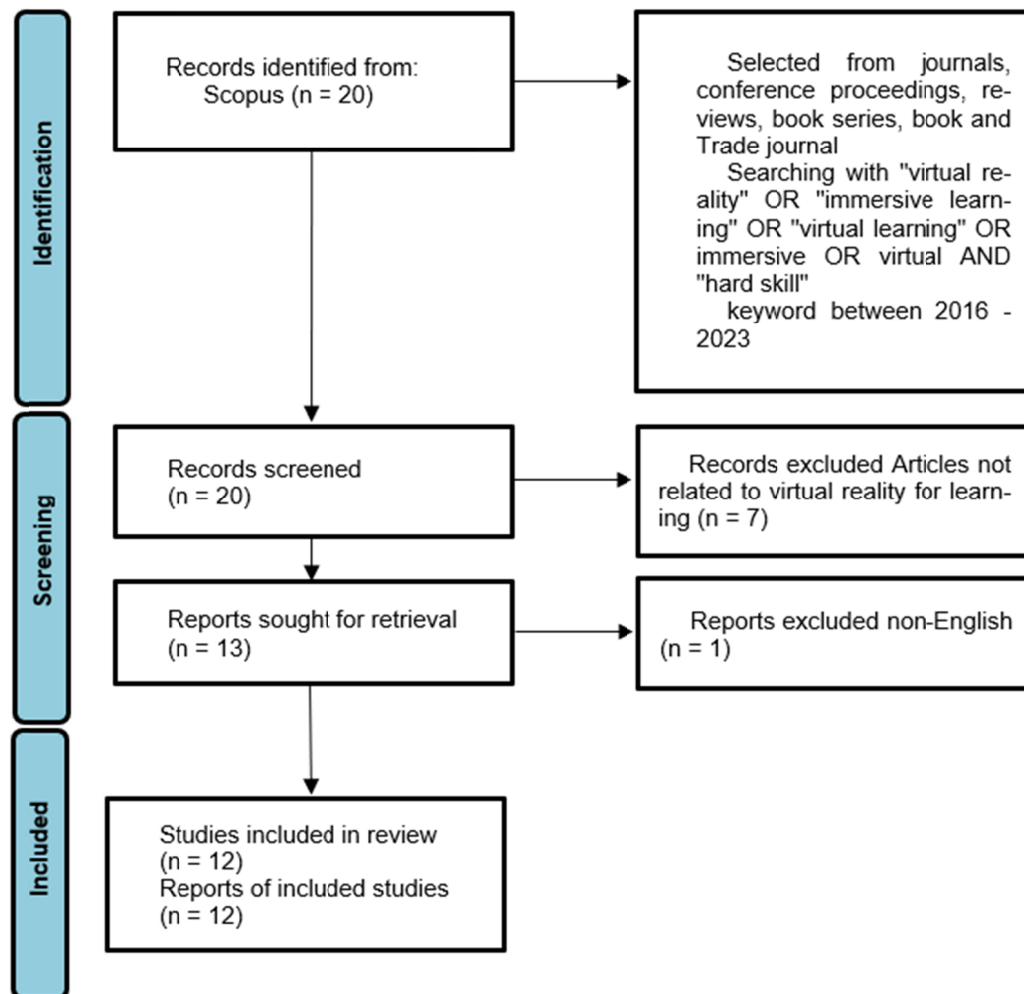 Identification
Records identified from:
Scopus (n = 20)
Selected from journals,
conference proceedings, re-
views, book series, book and
Trade journal
Searching with "virtual re-
ality" OR "immersive learn-
ing" OR "virtual learning" OR
immersive OR virtual AND
"hard skill"
keyword between 2016 -
2023
Screening
Records screened
(n = 20)
Records excluded Articles not
related to virtual reality for learn-
ing (n = 7)
Reports sought for retrieval
(n = 13)
Reports excluded non-English
(n = 1)
Included
Studies included in review
(n = 12)
Reports of included studies
(n = 12)